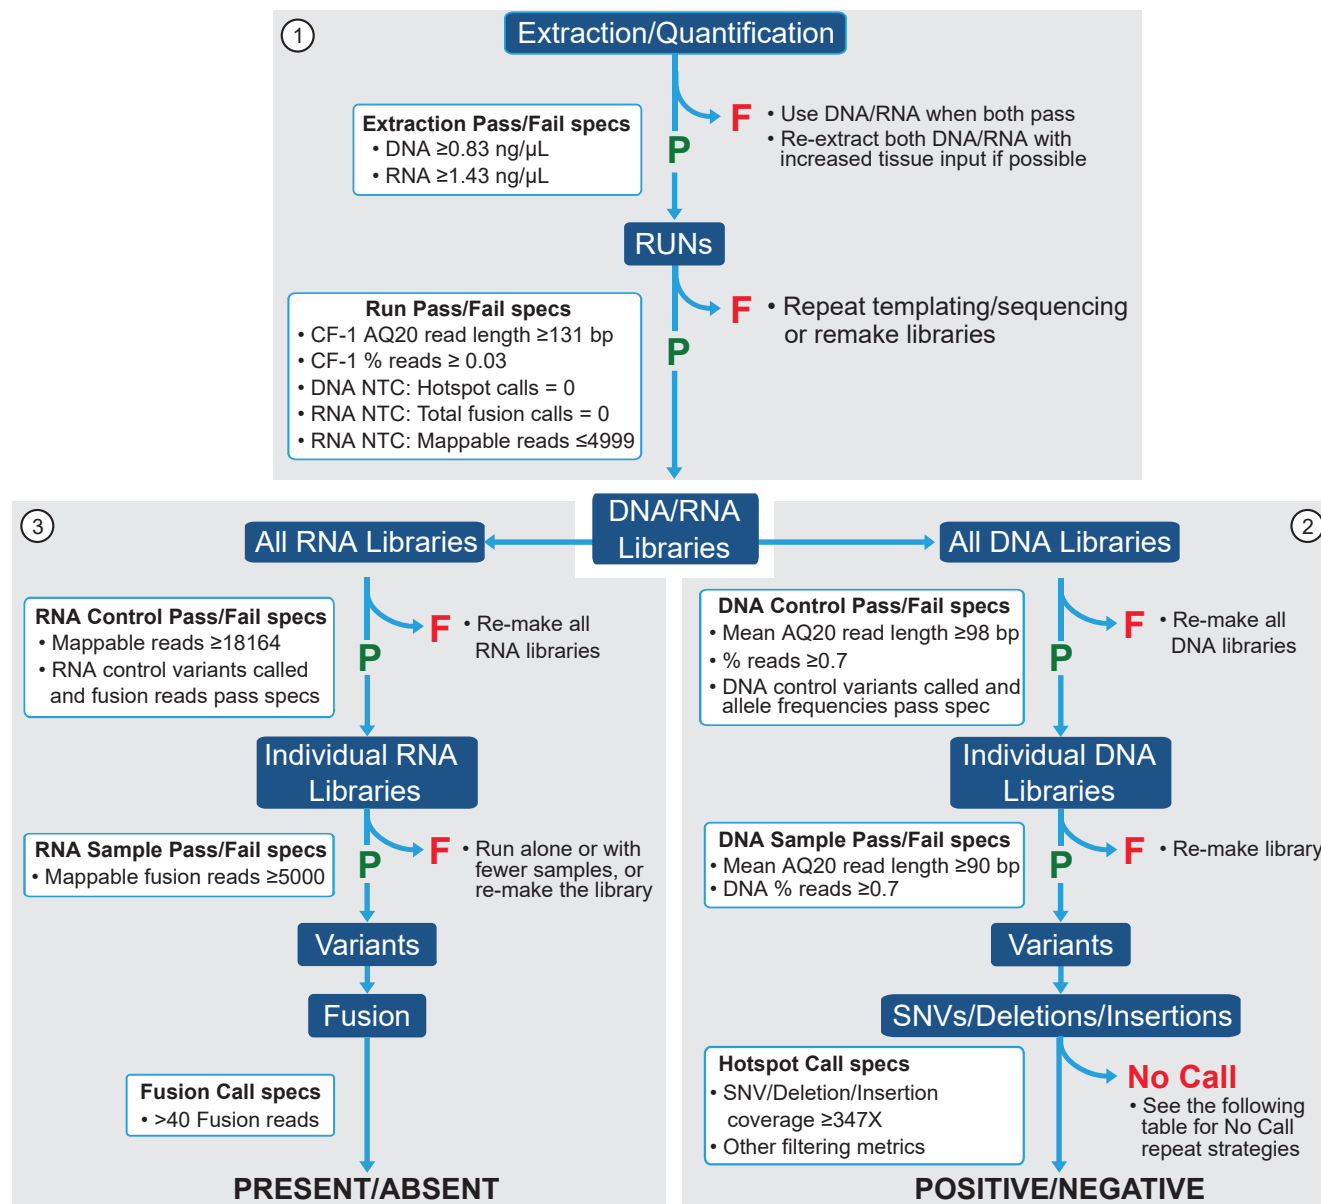 1
Extraction/Quantification
Extraction Pass/Fail specs
• DNA ≥0.83 ng/µL
• RNA ≥1.43 ng/µL
F
• Use DNA/RNA when both pass
• Re-extract both DNA/RNA with
increased tissue input if possible
P
RUNs
Run Pass/Fail specs
• CF-1 AQ20 read length ≥131 bp
• CF-1 % reads ≥ 0.03
• DNA NTC: Hotspot calls = 0
• RNA NTC: Total fusion calls = 0
• RNA NTC: Mappable reads ≤4999
F
• Repeat templating/sequencing
or remake libraries
P
DNA/RNA
Libraries
3
All RNA Libraries
RNA Control Pass/Fail specs
• Mappable reads ≥18164
• RNA control variants called
and fusion reads pass specs
F
• Re-make all
RNA libraries
P
Individual RNA
Libraries
RNA Sample Pass/Fail specs
• Mappable fusion reads ≥5000
P
F
• Run alone or with
fewer samples, or
re-make the library
Variants
Fusion
Fusion Call specs
• >40 Fusion reads
PRESENT/ABSENT
2
All DNA Libraries
DNA Control Pass/Fail specs
• Mean AQ20 read length ≥98 bp
• % reads ≥0.7
• DNA control variants called and
allele frequencies pass spec
F
• Re-make all
DNA libraries
P
Individual DNA
Libraries
DNA Sample Pass/Fail specs
• Mean AQ20 read length ≥90 bp
• DNA % reads ≥0.7
P
F
• Re-make library
Variants
SNVs/Deletions/Insertions
Hotspot Call specs
• SNV/Deletion/Insertion
coverage ≥347X
• Other filtering metrics
No Call
• See the following
table for No Call
repeat strategies
POSITIVE/NEGATIVE